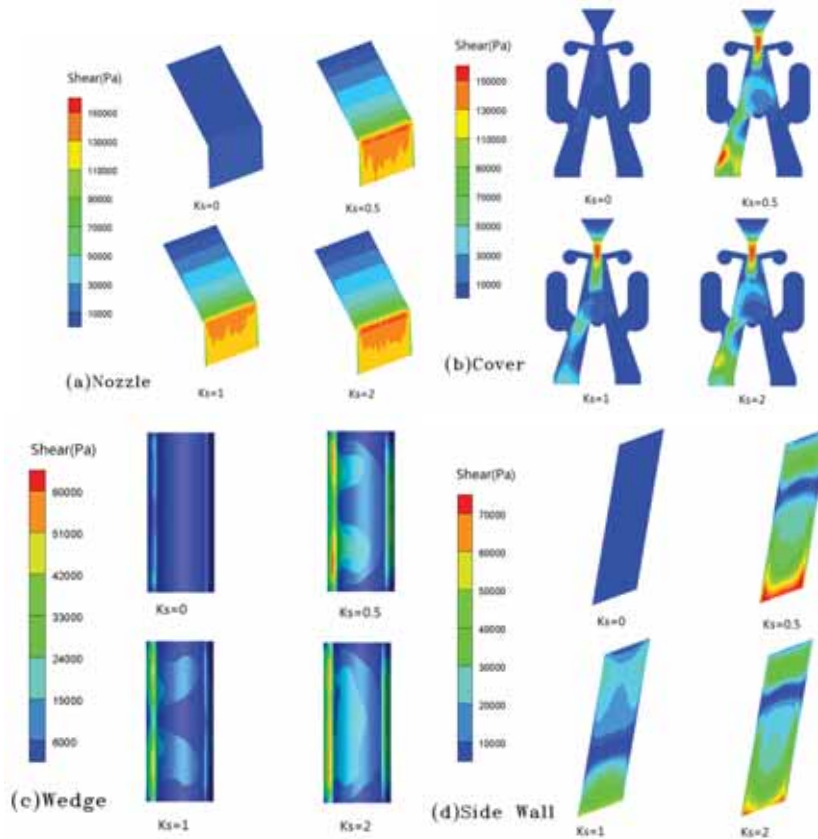 Shear(Pa)
150000
130000
110000
90000
70000
50000
30000
10000
Ks=0
Ks=0.5
Ks=1
Ks=2
(a)Nozzle
Shear(Pa)
150000
130000
110000
90000
70000
50000
30000
10000
Ks=0
Ks=0.5
Ks=1
Ks=2
(b)Cover
Shear(Pa)
60000
51000
42000
33000
24000
15000
6000
Ks=0
Ks=0.5
Ks=1
Ks=2
(c)Wedge
Shear(Pa)
70000
60000
50000
40000
30000
20000
10000
Ks=0
Ks=0.5
Ks=1
Ks=2
(d)Side Wall